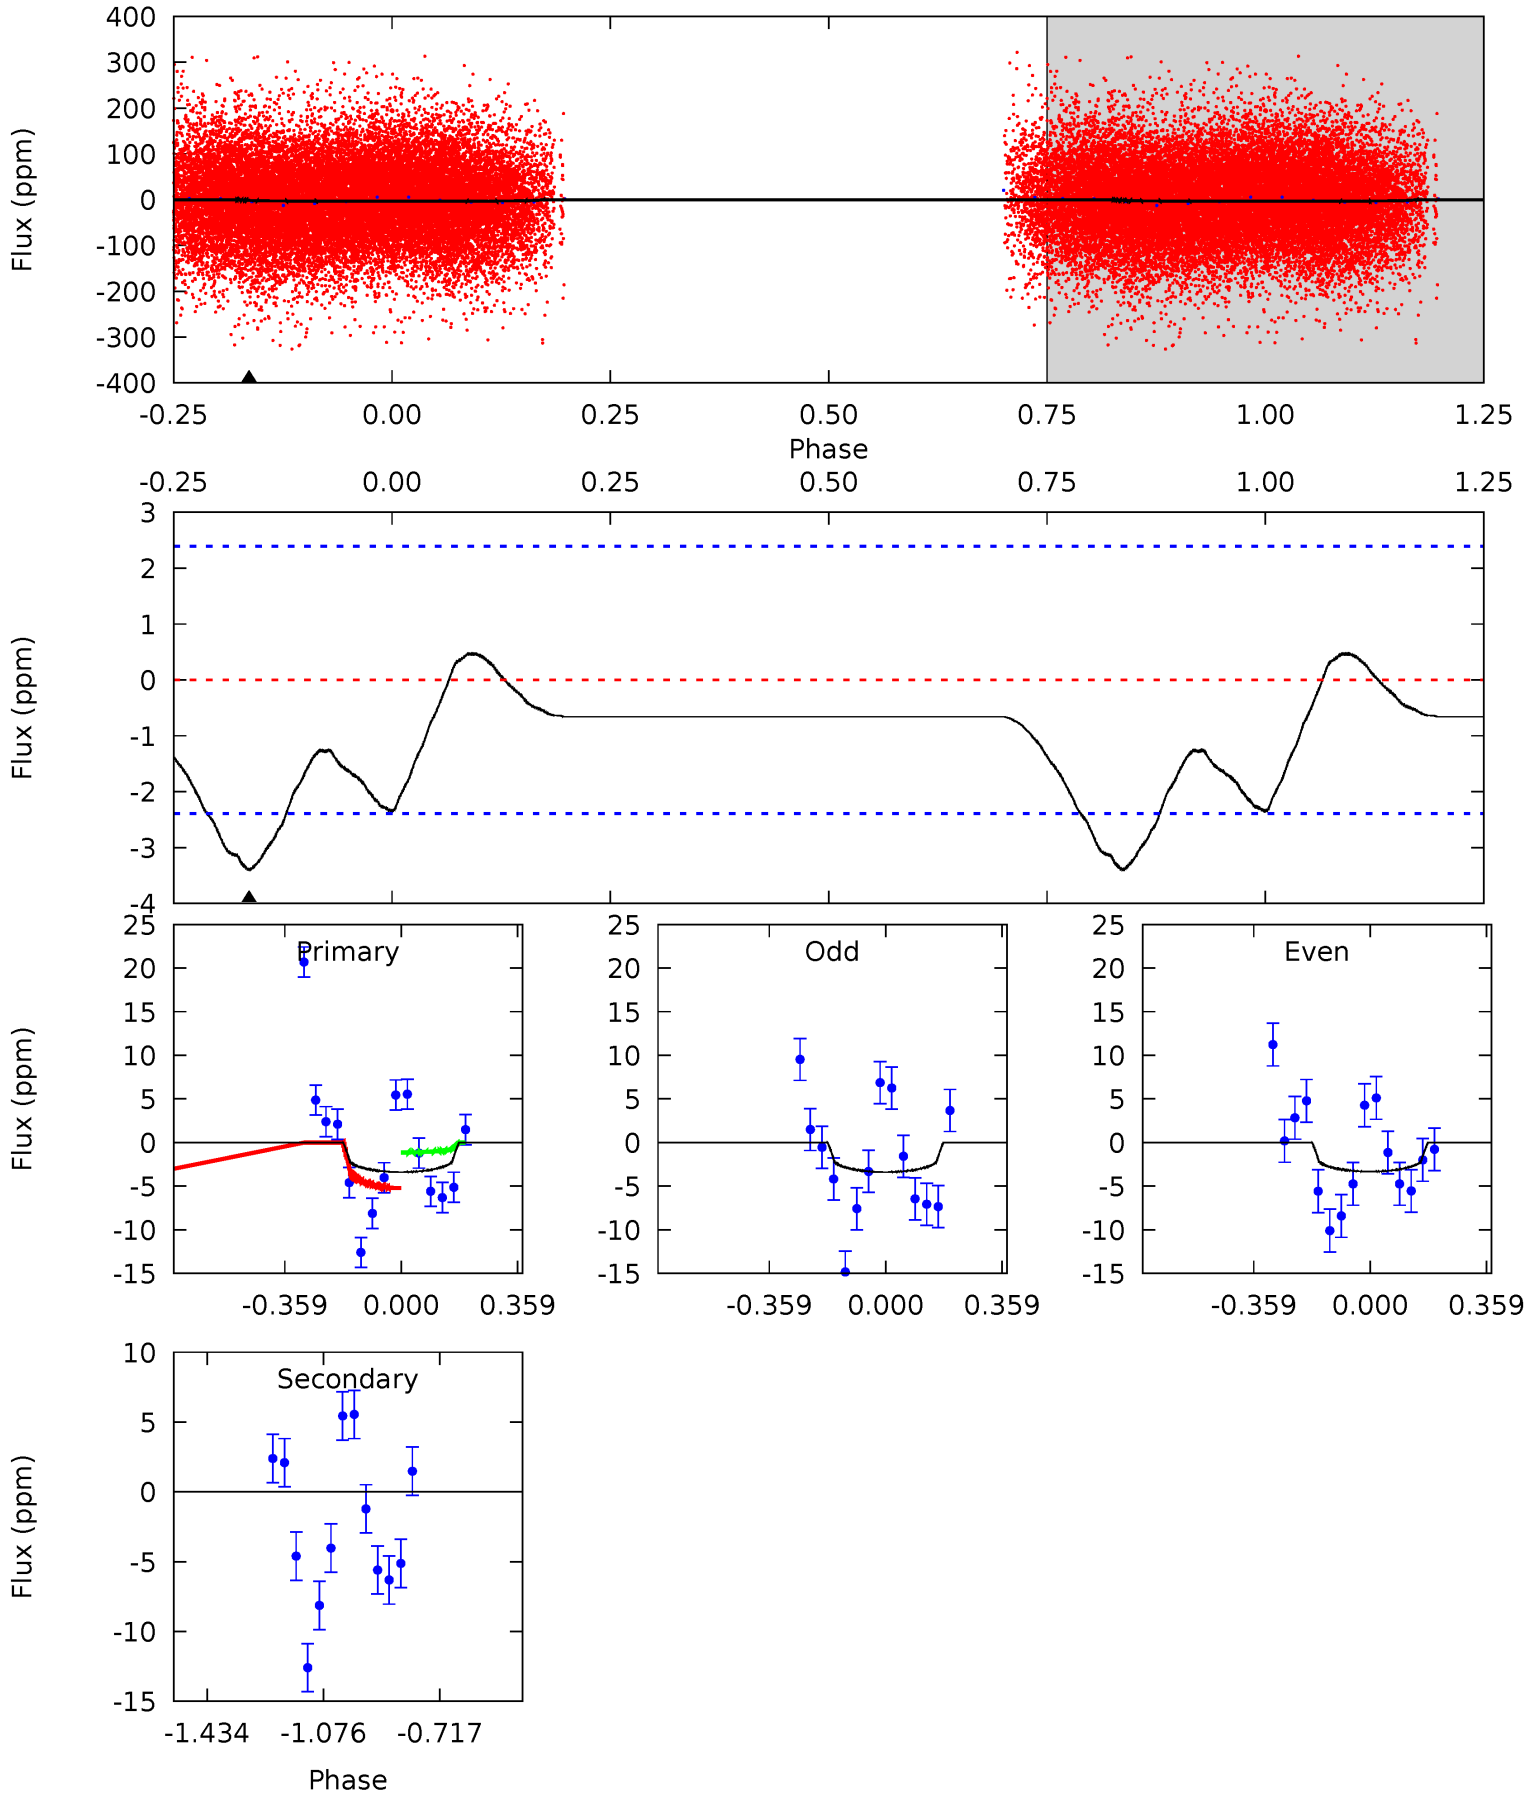 400
300
200
100
0
-100
-200
-300
-400
Flux (ppm)
-0.25 0.00 0.25 0.50 0.75 1.00 1.25
Phase
-0.25 0.00 0.25 0.50 0.75 1.00 1.25
3
2
1
0
-1
-2
-3
-4
Flux (ppm)
Primary Odd Even
25 25 25
20 20 20
15 15 15
10 10 10
5 5 5
0 0 0
-5 -5 -5
-10 -10 -10
-15 -15 -15
Flux (ppm)
-0.359 0.000 0.359 -0.359 0.000 0.359 -0.359 0.000 0.359
Secondary
10
5
0
-5
-10
-15
Flux (ppm)
-1.434 -1.076 -0.717
Phase